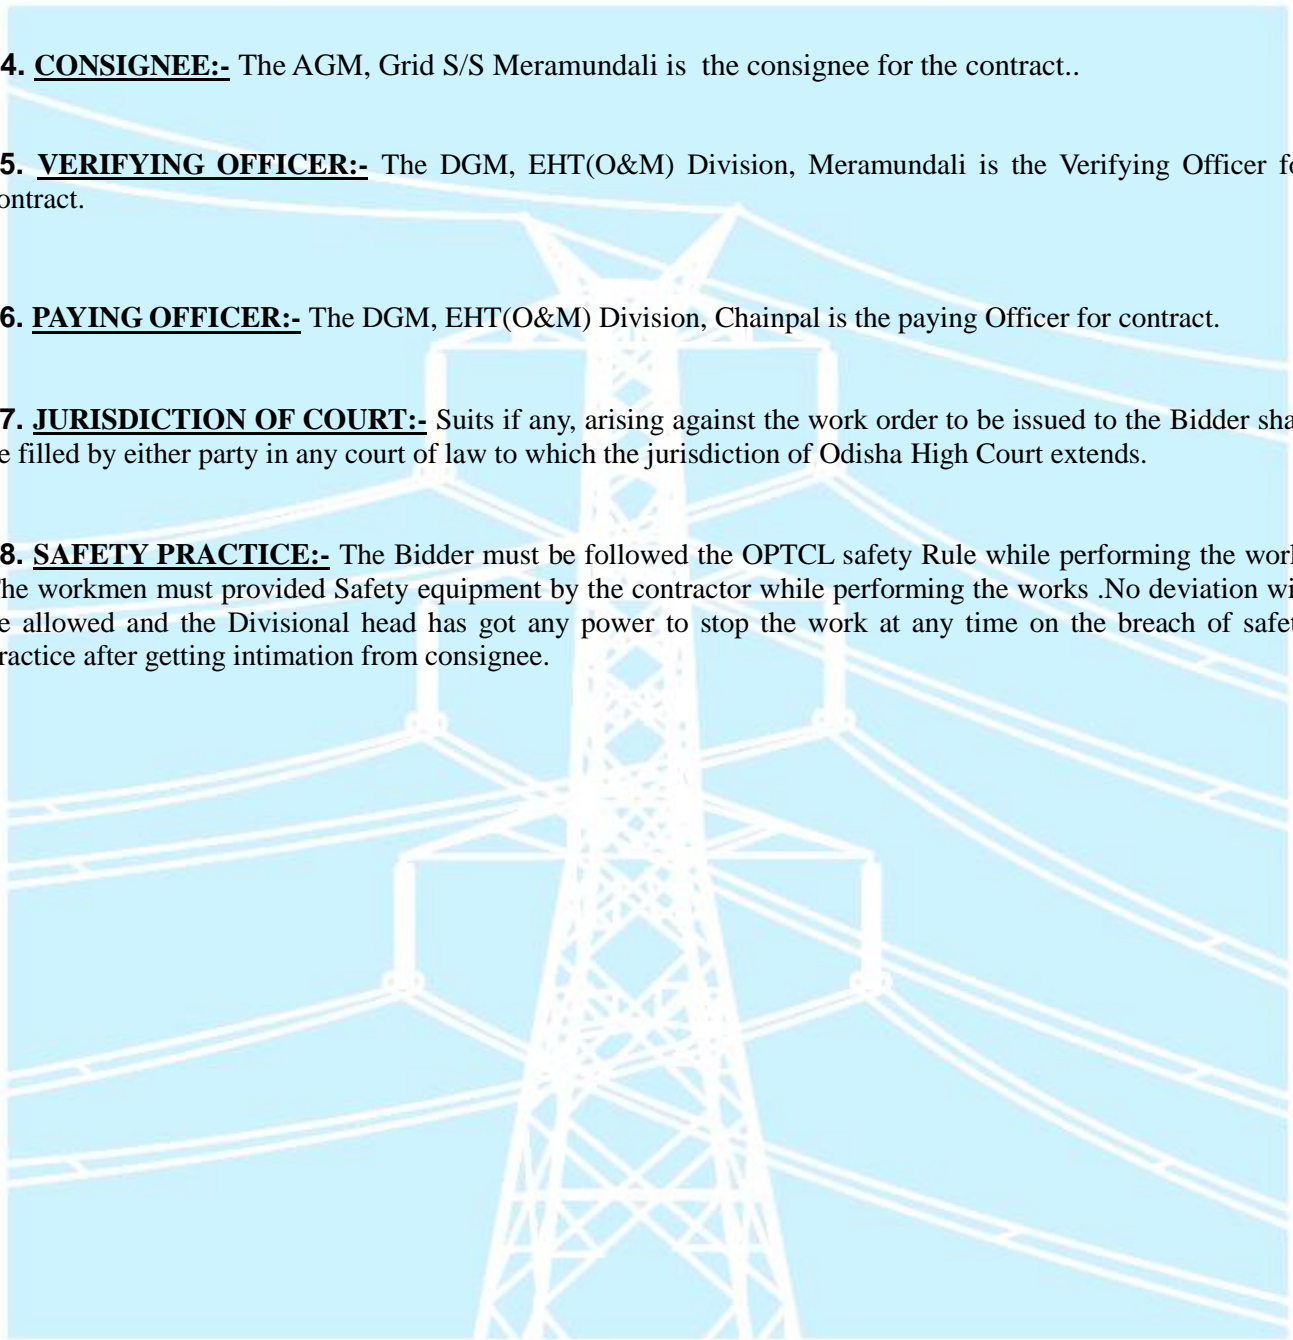 4. CONSIGNEE:- The AGM, Grid S/S Meramundali is the consignee for the contract..
5. VERIFYING OFFICER:- The DGM, EHT(O&M) Division, Meramundali is the Verifying Officer fo
ontract.
6. PAYING OFFICER:- The DGM, EHT(O&M) Division, Chainpal is the paying Officer for contract.
7. JURISDICTION OF COURT:- Suits if any, arising against the work order to be issued to the Bidder sha
e filled by either party in any court of law to which the jurisdiction of Odisha High Court extends.
8. SAFETY PRACTICE:- The Bidder must be followed the OPTCL safety Rule while performing the work
he workmen must provided Safety equipment by the contractor while performing the works .No deviation wi
e allowed and the Divisional head has got any power to stop the work at any time on the breach of safet
ractice after getting intimation from consignee.